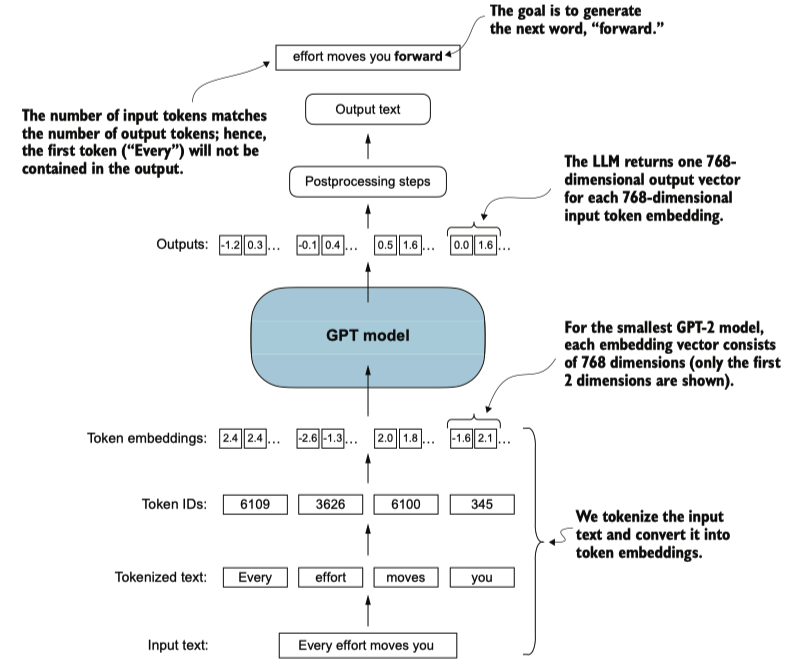 The goal is to generate
the next word, “forward.”
effort moves you forward
The number of input tokens matches
the number of output tokens; hence,
the first token (“Every”) will not be
contained in the output.
Output text
Postprocessing steps
The LLM returns one 768-
dimensional output vector
for each 768-dimensional
input token embedding.
Outputs: -1.2 0.3 ... -0.1 0.4 ... 0.5 1.6 ... 0.0 1.6 ...
GPT model
For the smallest GPT-2 model,
each embedding vector consists
of 768 dimensions (only the first
2 dimensions are shown).
Token embeddings: 2.4 2.4 ... -2.6 -1.3 ... 2.0 1.8 ... -1.6 2.1 ...
Token IDs: 6109 3626 6100 345
We tokenize the input
text and convert it into
token embeddings.
Tokenized text: Every effort moves you
Input text: Every effort moves you